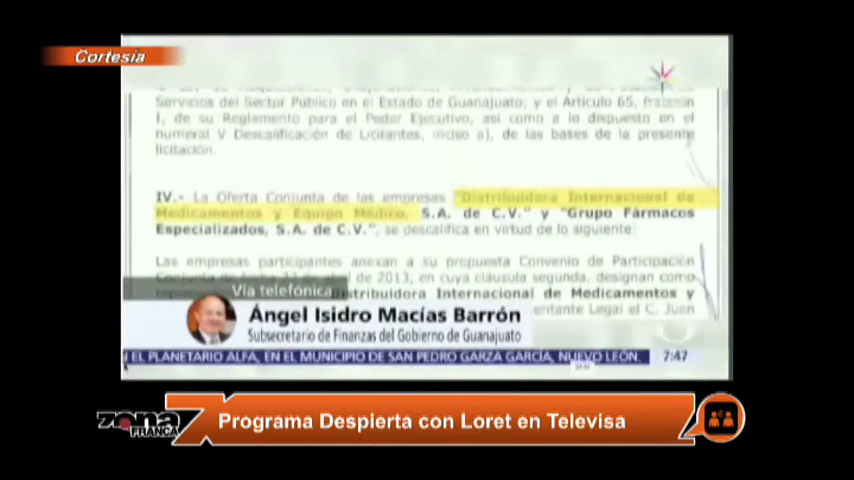 Cortesía
Servicios del Sector Público en el Estado de Guanajuato; y el Artículo 65, fracción
I, de su Reglamento para el Poder Ejecutivo, así como a lo dispuesto en el
numeral V Descalificación de Licitantes, inciso a), de las bases de la presente
licitación.
IV.- La Oferta Conjunta de las empresas "Distribuidora Internacional de
Medicamentos y Equipo Médico, S.A. de C.V." y "Grupo Fármacos
Especializados, S.A. de C.V.", se descalifica en virtud de lo siguiente:
Las empresas participantes anexan a su propuesta Convenio de Participación
Conjunta de fecha de 2013, en cuya cláusula segunda, designan como
Distribuidora Internacional de Medicamentos y
Legal el C. Juan
Vía telefónica
Ángel Isidro Macías Barrón
Subsecretario de Finanzas del Gobierno de Guanajuato
EL PLANETARIO ALFA, EN EL MUNICIPIO DE SAN PEDRO GARZA GARCÍA, NUEVO LEÓN.
7:47
zona
FRANCA
Programa Despierta con Loret en Televisa